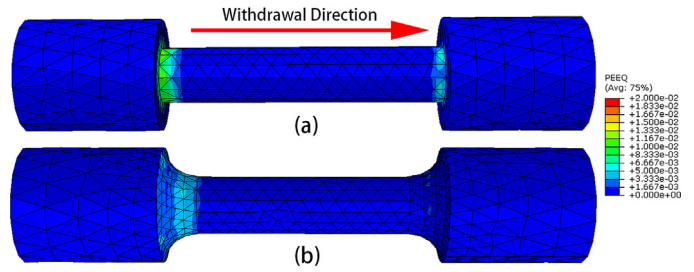 Withdrawal Direction
(a)
PEEQ
(Avg: 75%)
+2.000e-02
+1.833e-02
+1.667e-02
+1.500e-02
+1.333e-02
+1.167e-02
+1.000e-02
+8.333e-03
+6.667e-03
+5.000e-03
+3.333e-03
+1.667e-03
+0.000e+00
(b)